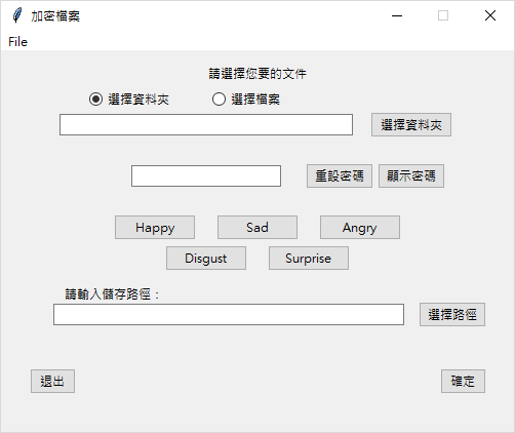 加密檔案
File
請選擇您要的文件
選擇資料夾 選擇檔案
選擇資料夾
重設密碼 顯示密碼
Happy Sad Angry
Disgust Surprise
請輸入儲存路徑：
選擇路徑
退出 確定